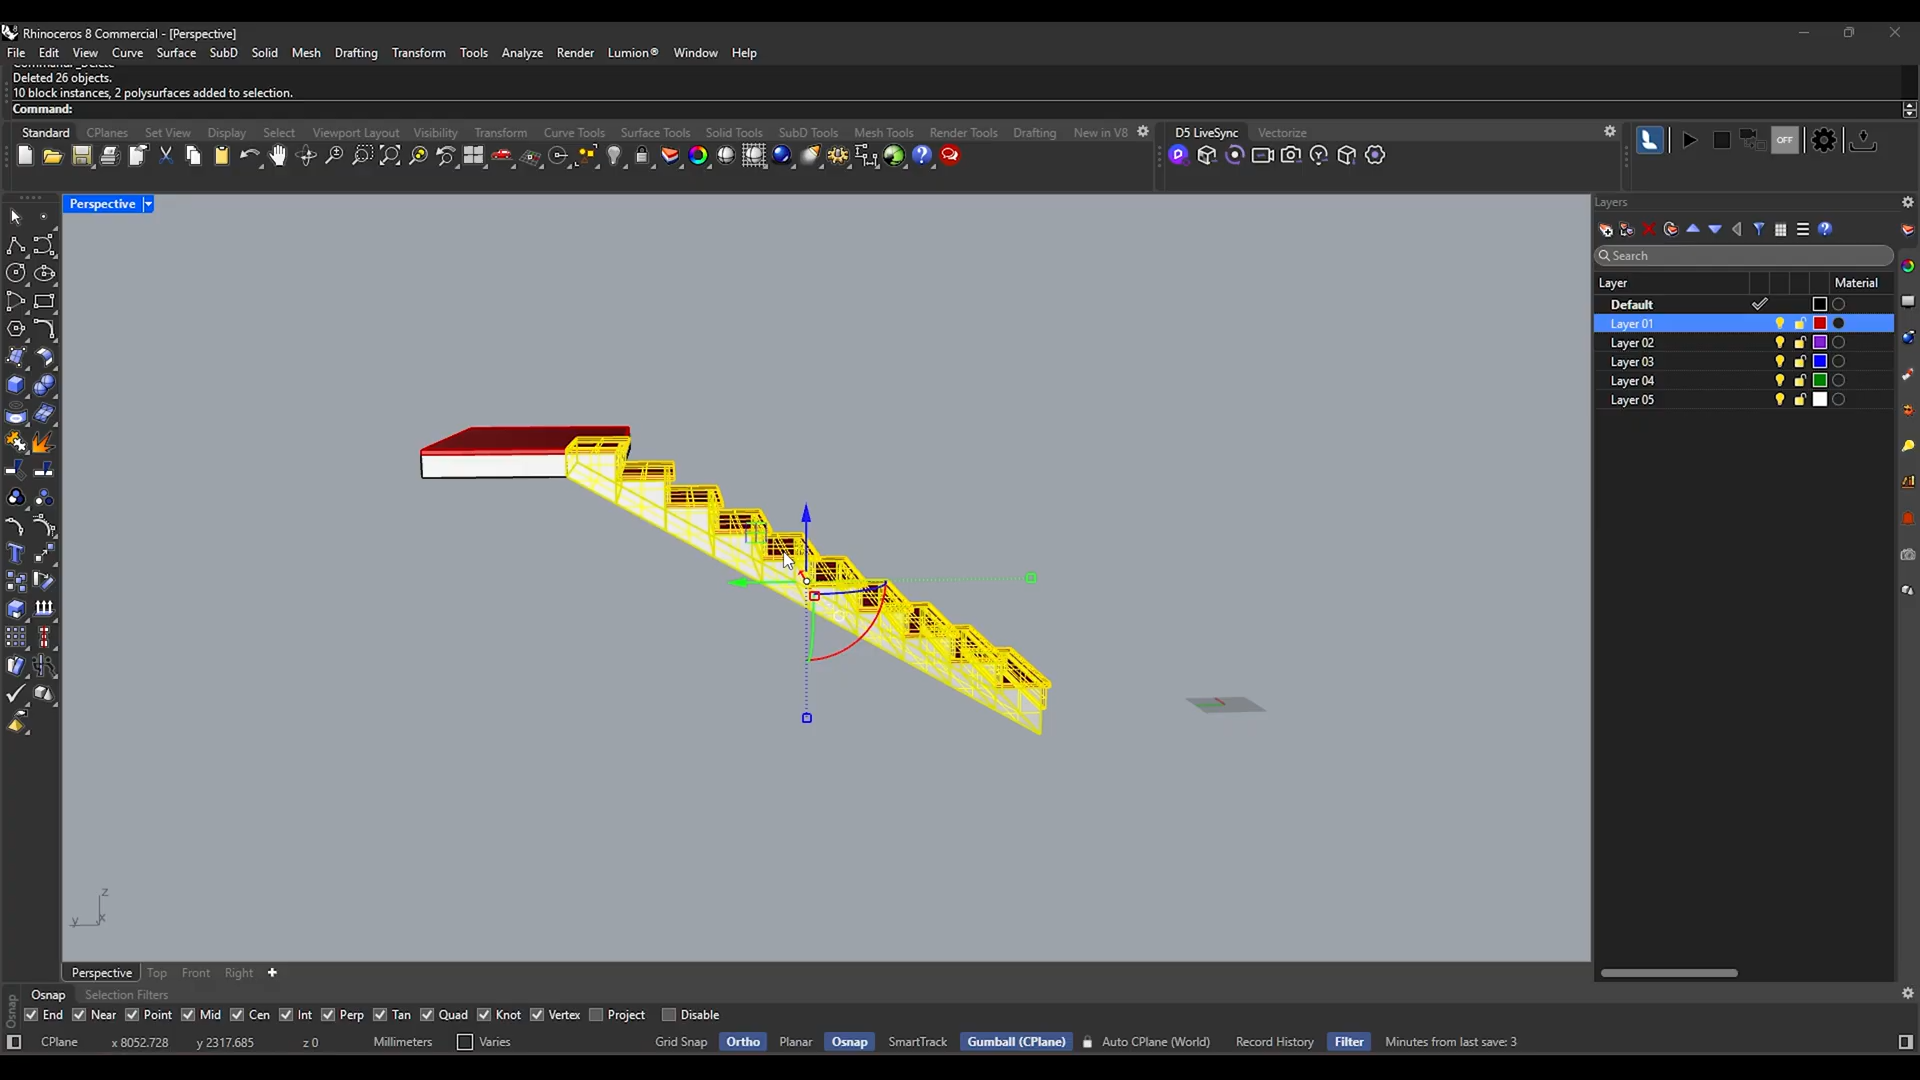 Rhinoceros 8 Commercial - [Perspective]
File Edit View Curve Surface SubD Solid Mesh Drafting Transform Tools Analyze Render Lumion® Window Help
Command: _Delete
Deleted 26 objects.
10 block instances, 2 polysurfaces added to selection.
Command:
Standard CPlanes Set View Display Select Viewport Layout Visibility Transform Curve Tools Surface Tools Solid Tools SubD Tools Mesh Tools Render Tools Drafting New in V8 D5 LiveSync Vectorize
OFF
Perspective
Layers
Search
Layer Material
Default
Layer 01
Layer 02
Layer 03
Layer 04
Layer 05
z
y x
Perspective Top Front Right
Osnap Selection Filters
Osnap
End Near Point Mid Cen Int Perp Tan Quad Knot Vertex Project Disable
CPlane x 8052.728 y 2317.685 z 0 Millimeters Varies Grid Snap Ortho Planar Osnap SmartTrack Gumball (CPlane) Auto CPlane (World) Record History Filter Minutes from last save: 3